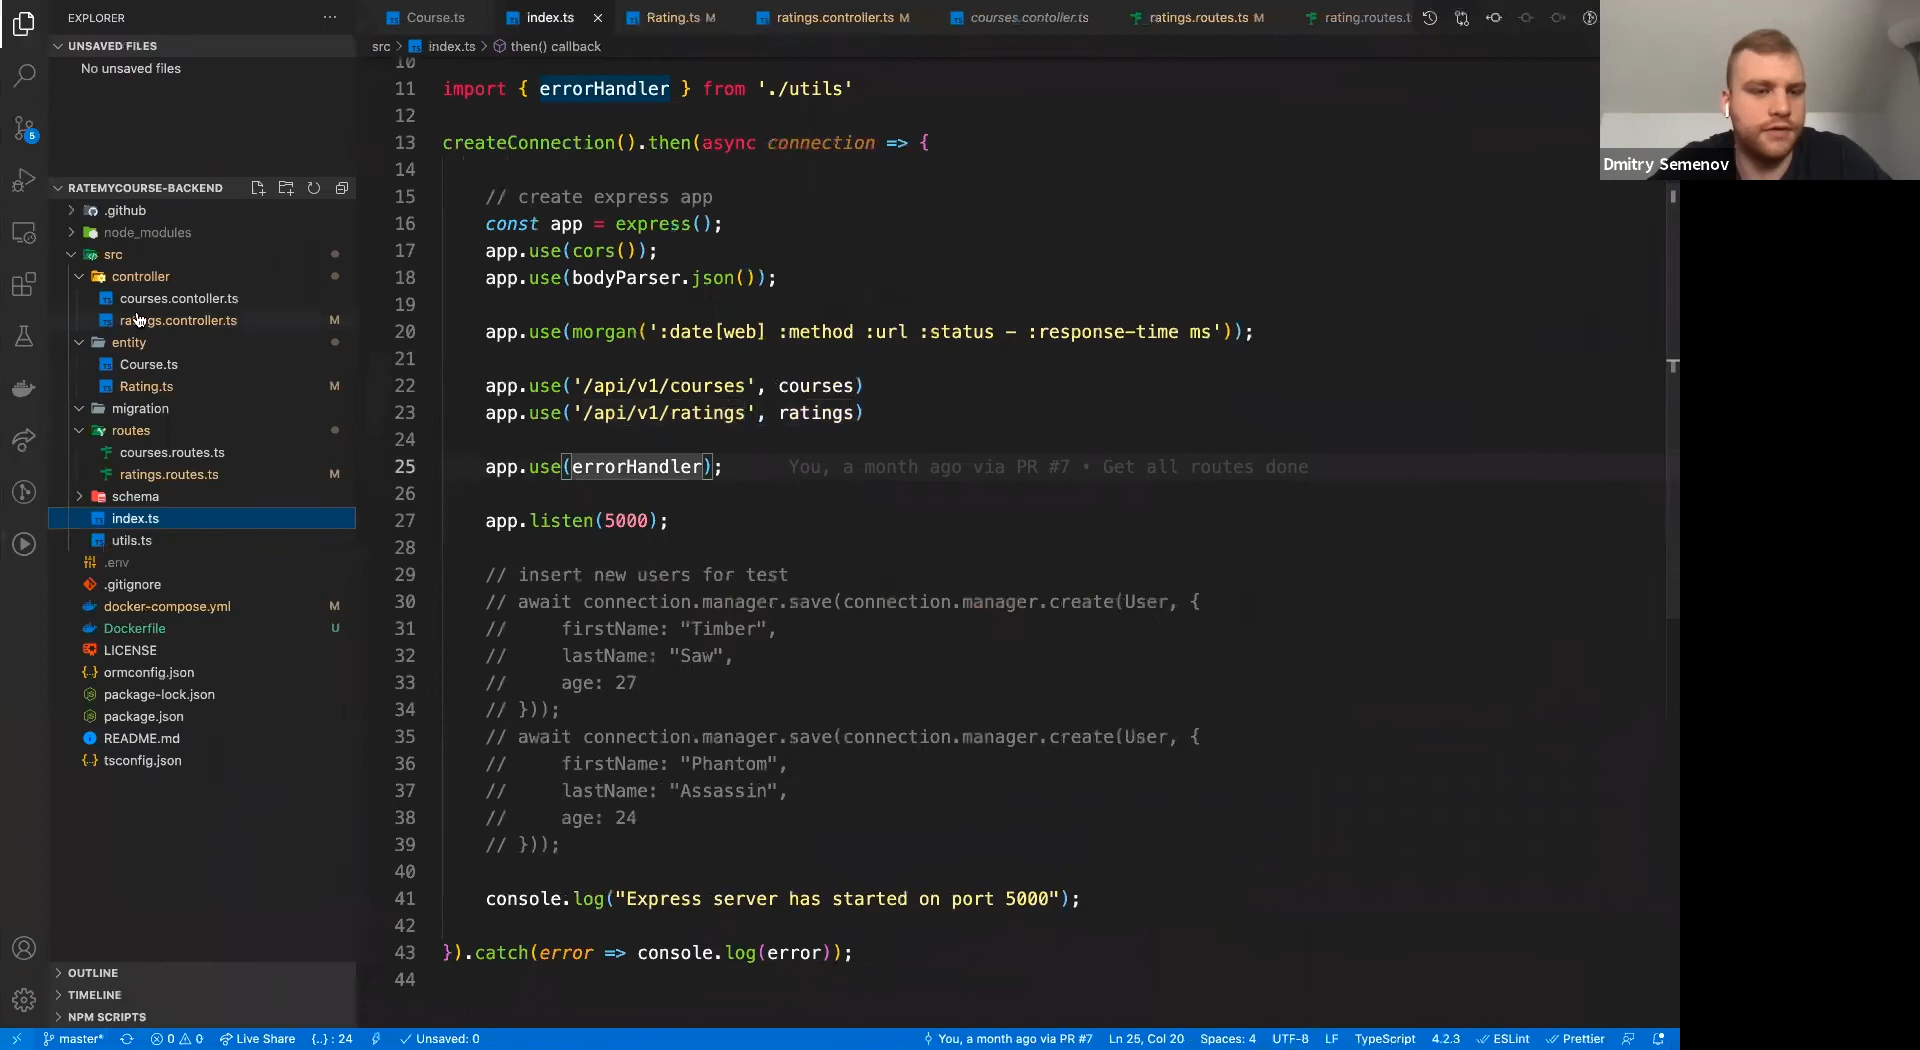 EXPLORER
UNSAVED FILES
No unsaved files
5
RATEMYCOURSE-BACKEND
.github
node_modules
src
controller
courses.contoller.ts
ratings.controller.ts M
entity
Course.ts
Rating.ts M
migration
routes
courses.routes.ts
ratings.routes.ts M
schema
index.ts
utils.ts
.env
.gitignore
docker-compose.yml M
Dockerfile U
LICENSE
ormconfig.json
package-lock.json
package.json
README.md
tsconfig.json
OUTLINE
TIMELINE
NPM SCRIPTS
Course.ts index.ts Rating.ts M ratings.controller.ts M courses.contoller.ts ratings.routes.ts M rating.routes.t
src > index.ts > then() callback
10
11 import { errorHandler } from './utils'
12
13 createConnection().then(async connection => {
14
15 // create express app
16 const app = express();
17 app.use(cors());
18 app.use(bodyParser.json());
19
20 app.use(morgan(':date[web] :method :url :status – :response-time ms'));
21
22 app.use('/api/v1/courses', courses)
23 app.use('/api/v1/ratings', ratings)
24
25 app.use(errorHandler); You, a month ago via PR #7 • Get all routes done
26
27 app.listen(5000);
28
29 // insert new users for test
30 // await connection.manager.save(connection.manager.create(User, {
31 // firstName: "Timber",
32 // lastName: "Saw",
33 // age: 27
34 // }));
35 // await connection.manager.save(connection.manager.create(User, {
36 // firstName: "Phantom",
37 // lastName: "Assassin",
38 // age: 24
39 // }));
40
41 console.log("Express server has started on port 5000");
42
43 }).catch(error => console.log(error));
44
Dmitry Semenov
master* 0 0 Live Share {..} : 24 Unsaved: 0 You, a month ago via PR #7 Ln 25, Col 20 Spaces: 4 UTF-8 LF TypeScript 4.2.3 ESLint Prettier